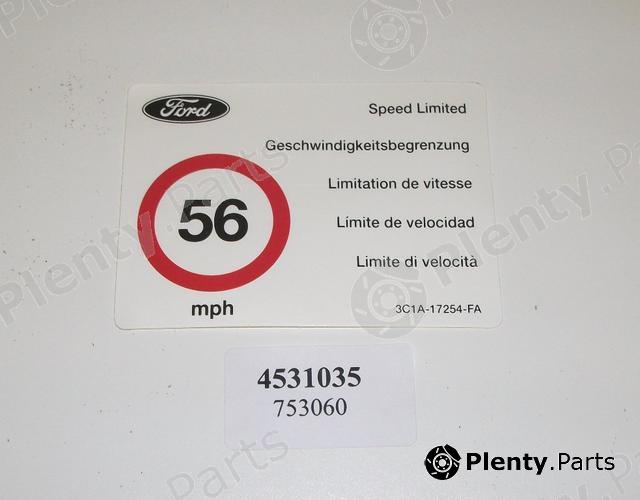 Ford
Speed Limited
Geschwindigkeitsbegrenzung
Limitation de vitesse
56
Límite de velocidad
Limite di velocità
mph
3C1A-17254-FA
4531035
753060
Plenty.Parts